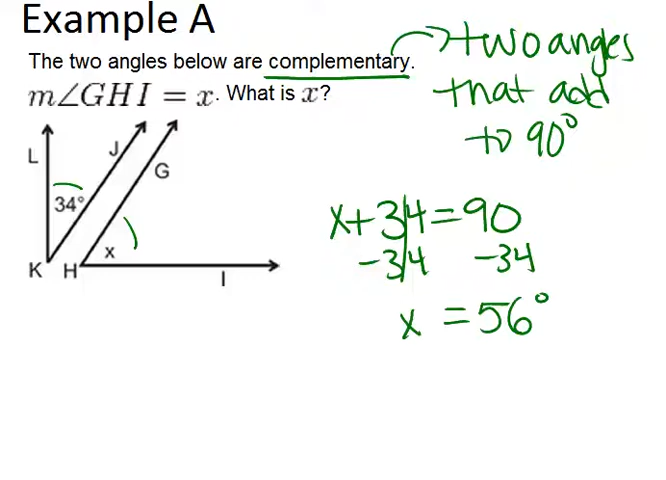 Example A
The two angles below are complementary.
two angles
that add
to 90°
m∠GHI = x. What is x?
L
J
G
34°
x
K
H
I
x+34=90
-34 -34
x = 56°